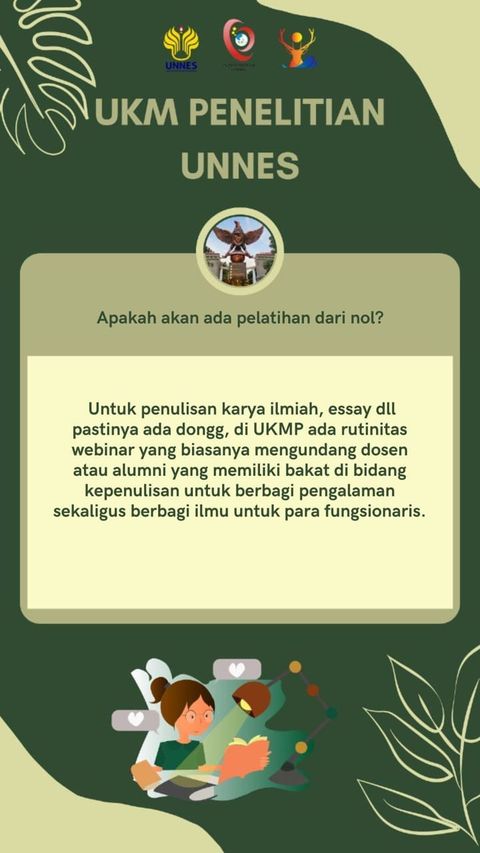 UNNES
UKM PENELITIAN
UNNES
Apakah akan ada pelatihan dari nol?
Untuk penulisan karya ilmiah, essay dll
pastinya ada dongg, di UKMP ada rutinitas
webinar yang biasanya mengundang dosen
atau alumni yang memiliki bakat di bidang
kepenulisan untuk berbagi pengalaman
sekaligus berbagi ilmu untuk para fungsionaris.